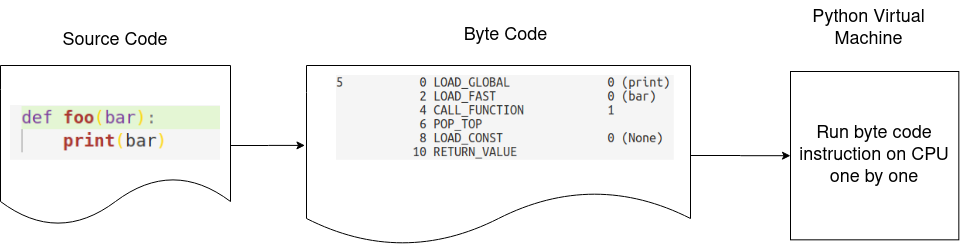 Source Code
def foo(bar):
print(bar)
Byte Code
5 0 LOAD_GLOBAL 0 (print)
2 LOAD_FAST 0 (bar)
4 CALL_FUNCTION 1
6 POP_TOP
8 LOAD_CONST 0 (None)
10 RETURN_VALUE
Python Virtual
Machine
Run byte code
instruction on CPU
one by one